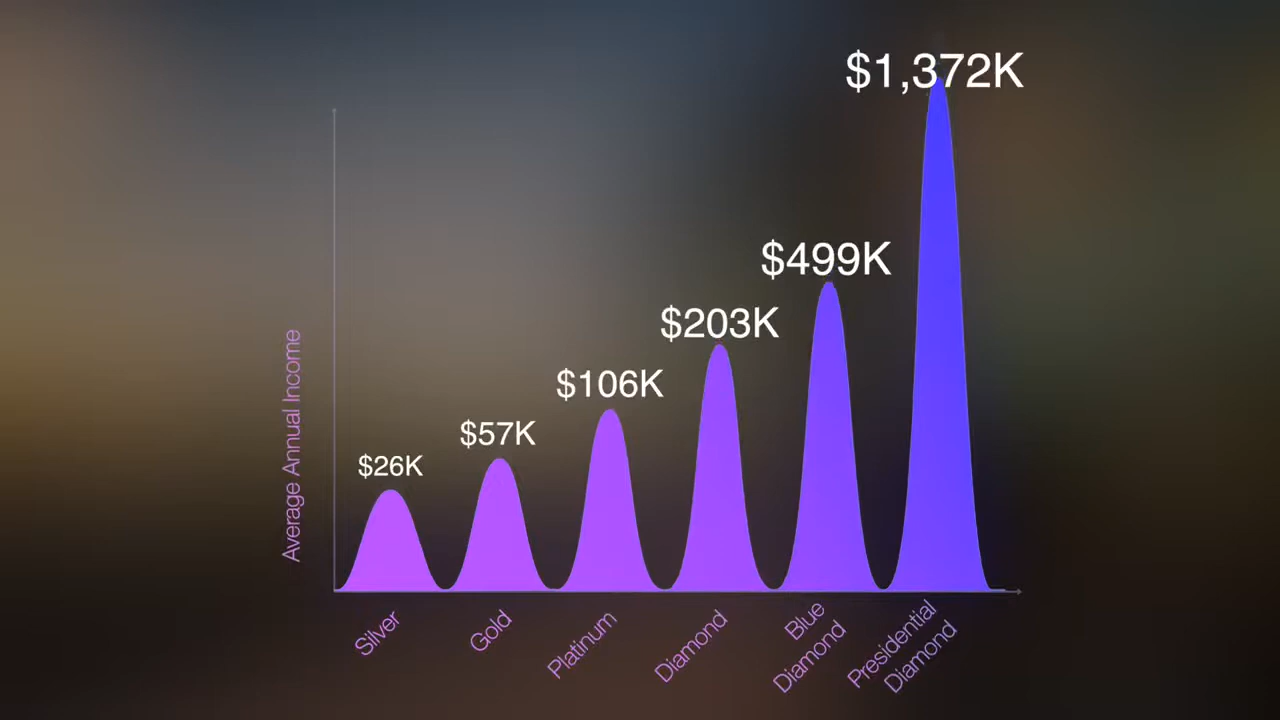 $1,372K
$499K
$203K
$106K
$57K
$26K
Average Annual Income
Silver
Gold
Platinum
Diamond
Blue
Diamond
Presidential
Diamond